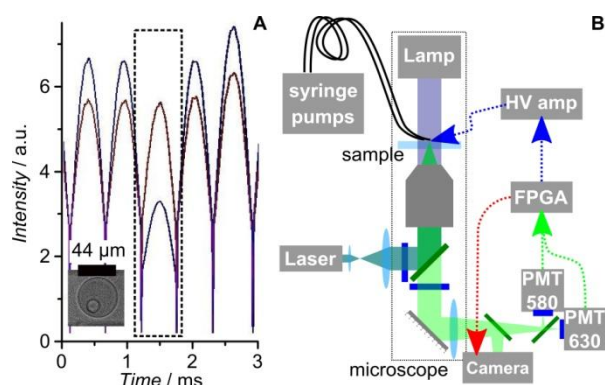 A
Intensity / a.u.
6
4
2
0
44 μm
0
1
2
3
Time / ms
B
Lamp
syringe
pumps
HV amp
sample
FPGA
Laser
PMT
580
PMT
630
microscope
Camera